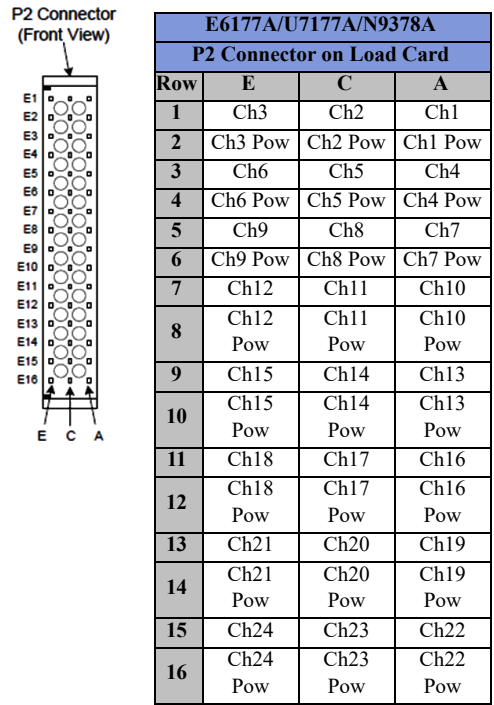 P2 Connector
(Front View)
E1
E2
E3
E4
E5
E6
E7
E8
E9
E10
E11
E12
E13
E14
E15
E16
E C A
E6177A/U7177A/N9378A
P2 Connector on Load Card
Row E C A
1 Ch3 Ch2 Ch1
2 Ch3 Pow Ch2 Pow Ch1 Pow
3 Ch6 Ch5 Ch4
4 Ch6 Pow Ch5 Pow Ch4 Pow
5 Ch9 Ch8 Ch7
6 Ch9 Pow Ch8 Pow Ch7 Pow
7 Ch12 Ch11 Ch10
8 Ch12 Pow Ch11 Pow Ch10 Pow
9 Ch15 Ch14 Ch13
10 Ch15 Pow Ch14 Pow Ch13 Pow
11 Ch18 Ch17 Ch16
12 Ch18 Pow Ch17 Pow Ch16 Pow
13 Ch21 Ch20 Ch19
14 Ch21 Pow Ch20 Pow Ch19 Pow
15 Ch24 Ch23 Ch22
16 Ch24 Pow Ch23 Pow Ch22 Pow